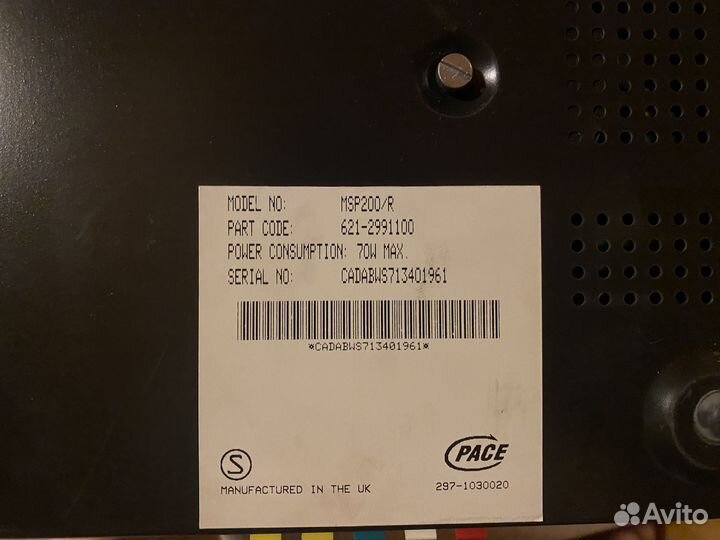 MODEL NO: MSP200/R
PART CODE: 621-2991100
POWER CONSUMPTION: 70W MAX.
SERIAL NO: CADABWS713401961
*CADABWS713401961*
S
PACE
MANUFACTURED IN THE UK
297-1030020
Avito